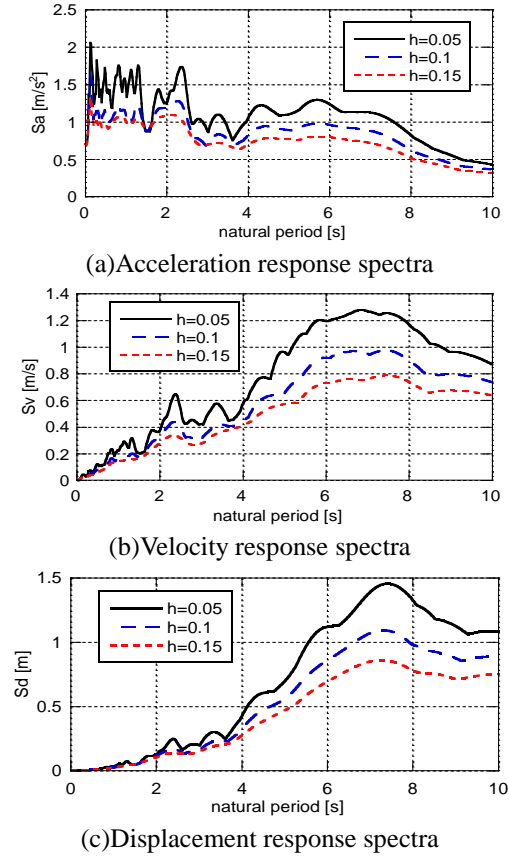 2.5
2
1.5
1
0.5
0
Sa [m/s²]
h=0.05
h=0.1
h=0.15
0 2 4 6 8 10
natural period [s]
(a)Acceleration response spectra
1.4
1.2
1
0.8
0.6
0.4
0.2
0
Sv [m/s]
h=0.05
h=0.1
h=0.15
0 2 4 6 8 10
natural period [s]
(b)Velocity response spectra
1.5
1
0.5
0
Sd [m]
h=0.05
h=0.1
h=0.15
0 2 4 6 8 10
natural period [s]
(c)Displacement response spectra